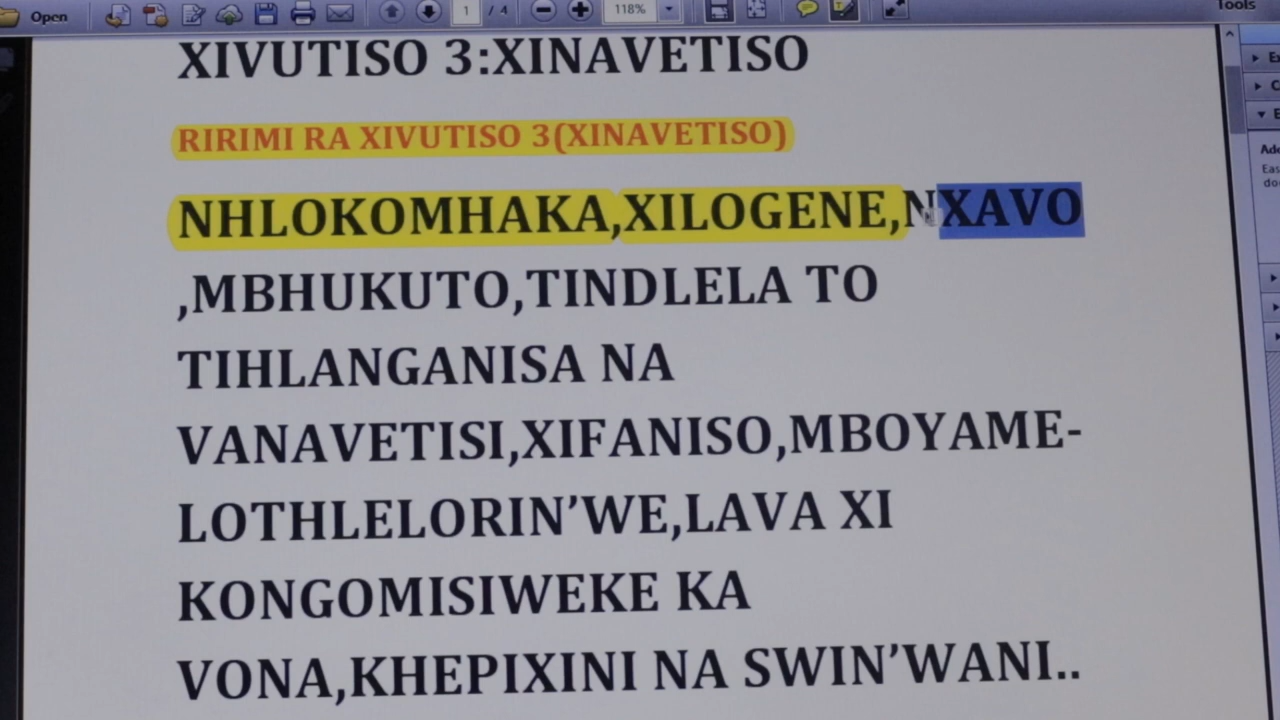 Open
1 / 4
118%
Tools
XIVUTISO 3:XINAVETISO
RIRIMI RA XIVUTISO 3(XINAVETISO)
NHLOKOMHAKA,XILOGENE,NXAVO
,MBHUKUTO,TINDLELA TO
TIHLANGANISA NA
VANAVETISI,XIFANISO,MBOYAME-
LOTHLELORIN’WE,LAVA XI
KONGOMISIWEKE KA
VONA,KHEPIXINI NA SWIN’WANI..